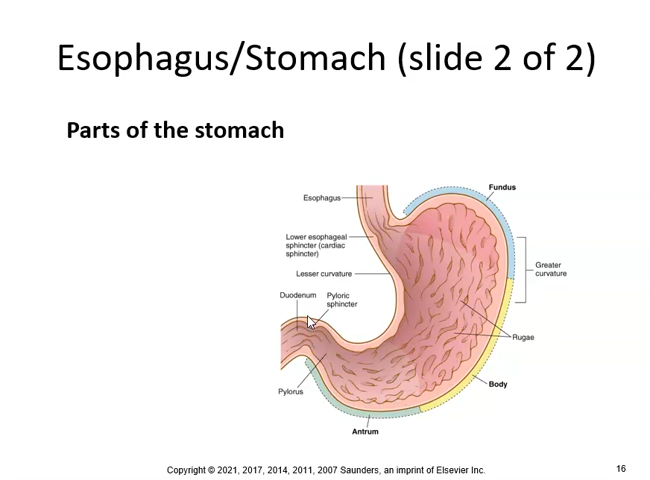 Esophagus/Stomach (slide 2 of 2)
Parts of the stomach
Fundus
Esophagus
Lower esophageal
sphincter (cardiac
sphincter)
Greater
curvature
Lesser curvature
Duodenum
Pyloric
sphincter
Rugae
Body
Pylorus
Antrum
Copyright © 2021, 2017, 2014, 2011, 2007 Saunders, an imprint of Elsevier Inc.
16